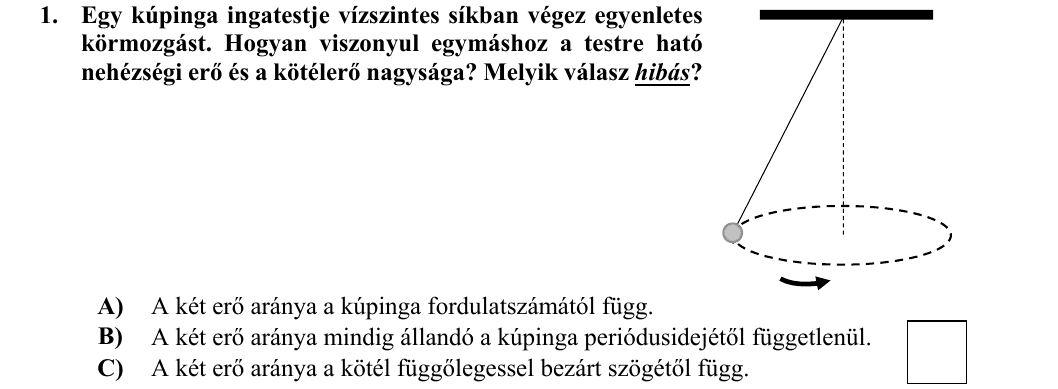 1. Egy kúpinga ingatestje vízszintes síkban végez egyenletes
körmozgást. Hogyan viszonyul egymáshoz a testre ható
nehézségi erő és a kötélerő nagysága? Melyik válasz hibás?
A) A két erő aránya a kúpinga fordulatszámától függ.
B) A két erő aránya mindig állandó a kúpinga periódusidejétől függetlenül.
C) A két erő aránya a kötél függőlegessel bezárt szögétől függ.